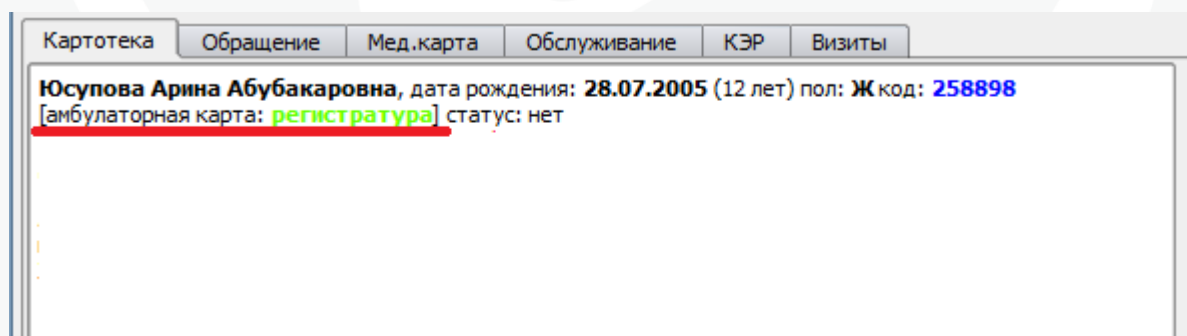 Картотека Обращение Мед.карта Обслуживание КЭР Визиты
Юсупова Арина Абубакаровна, дата рождения: 28.07.2005 (12 лет) пол: Ж код: 258898
[амбулаторная карта: регистратура] статус: нет